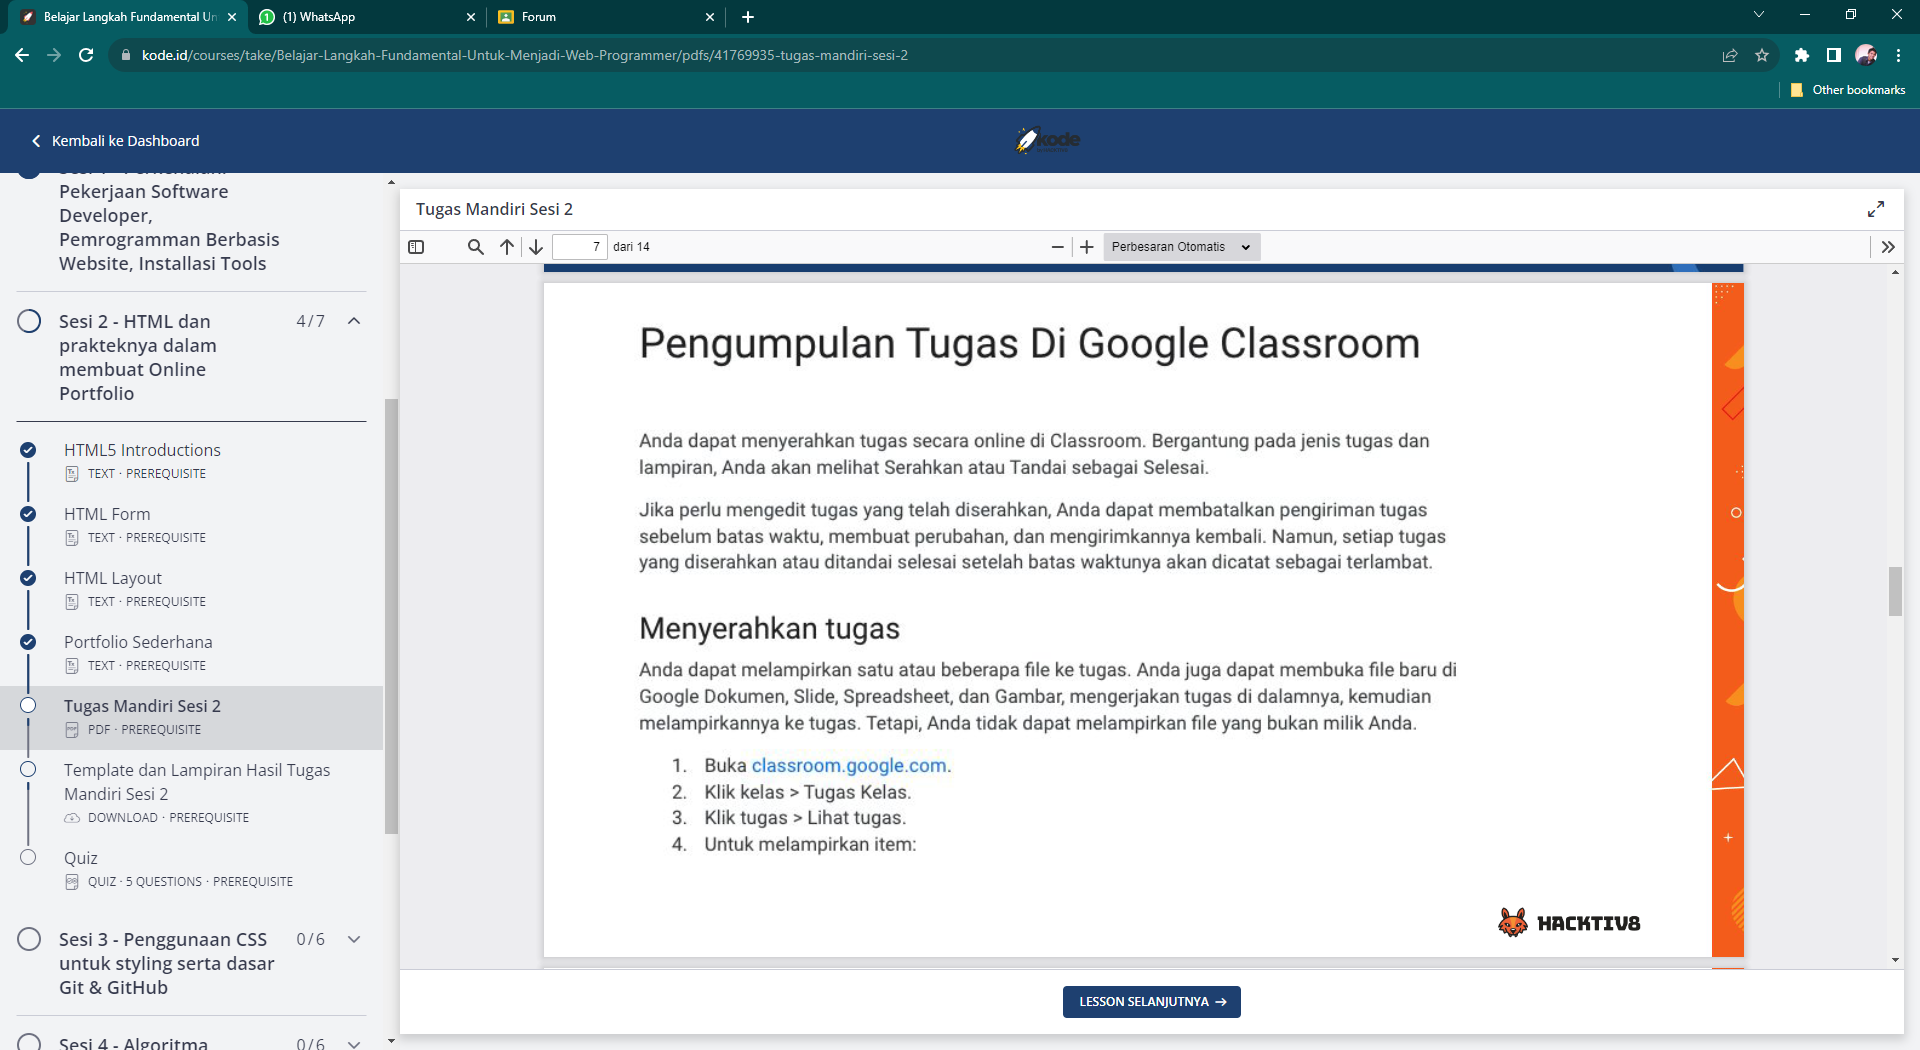 Belajar Langkah Fundamental Un
(1) WhatsApp
Forum
kode.id/courses/take/Belajar-Langkah-Fundamental-Untuk-Menjadi-Web-Programmer/pdfs/41769935-tugas-mandiri-sesi-2
Other bookmarks
Kembali ke Dashboard
kode
Pekerjaan Software
Developer,
Pemrogramman Berbasis
Website, Installasi Tools
Sesi 2 - HTML dan
prakteknya dalam
membuat Online
Portfolio
4/7
HTML5 Introductions
TEXT · PREREQUISITE
HTML Form
TEXT · PREREQUISITE
HTML Layout
TEXT · PREREQUISITE
Portfolio Sederhana
TEXT · PREREQUISITE
Tugas Mandiri Sesi 2
PDF · PREREQUISITE
Template dan Lampiran Hasil Tugas
Mandiri Sesi 2
DOWNLOAD · PREREQUISITE
Quiz
QUIZ · 5 QUESTIONS · PREREQUISITE
Sesi 3 - Penggunaan CSS
untuk styling serta dasar
Git & GitHub
0/6
Sesi 4 - Algoritma
0/6
Tugas Mandiri Sesi 2
7 dari 14
Perbesaran Otomatis
Pengumpulan Tugas Di Google Classroom
Anda dapat menyerahkan tugas secara online di Classroom. Bergantung pada jenis tugas dan
lampiran, Anda akan melihat Serahkan atau Tandai sebagai Selesai.
Jika perlu mengedit tugas yang telah diserahkan, Anda dapat membatalkan pengiriman tugas
sebelum batas waktu, membuat perubahan, dan mengirimkannya kembali. Namun, setiap tugas
yang diserahkan atau ditandai selesai setelah batas waktunya akan dicatat sebagai terlambat.
Menyerahkan tugas
Anda dapat melampirkan satu atau beberapa file ke tugas. Anda juga dapat membuka file baru di
Google Dokumen, Slide, Spreadsheet, dan Gambar, mengerjakan tugas di dalamnya, kemudian
melampirkannya ke tugas. Tetapi, Anda tidak dapat melampirkan file yang bukan milik Anda.
1. Buka classroom.google.com.
2. Klik kelas > Tugas Kelas.
3. Klik tugas > Lihat tugas.
4. Untuk melampirkan item:
HACKTIV8
LESSON SELANJUTNYA →